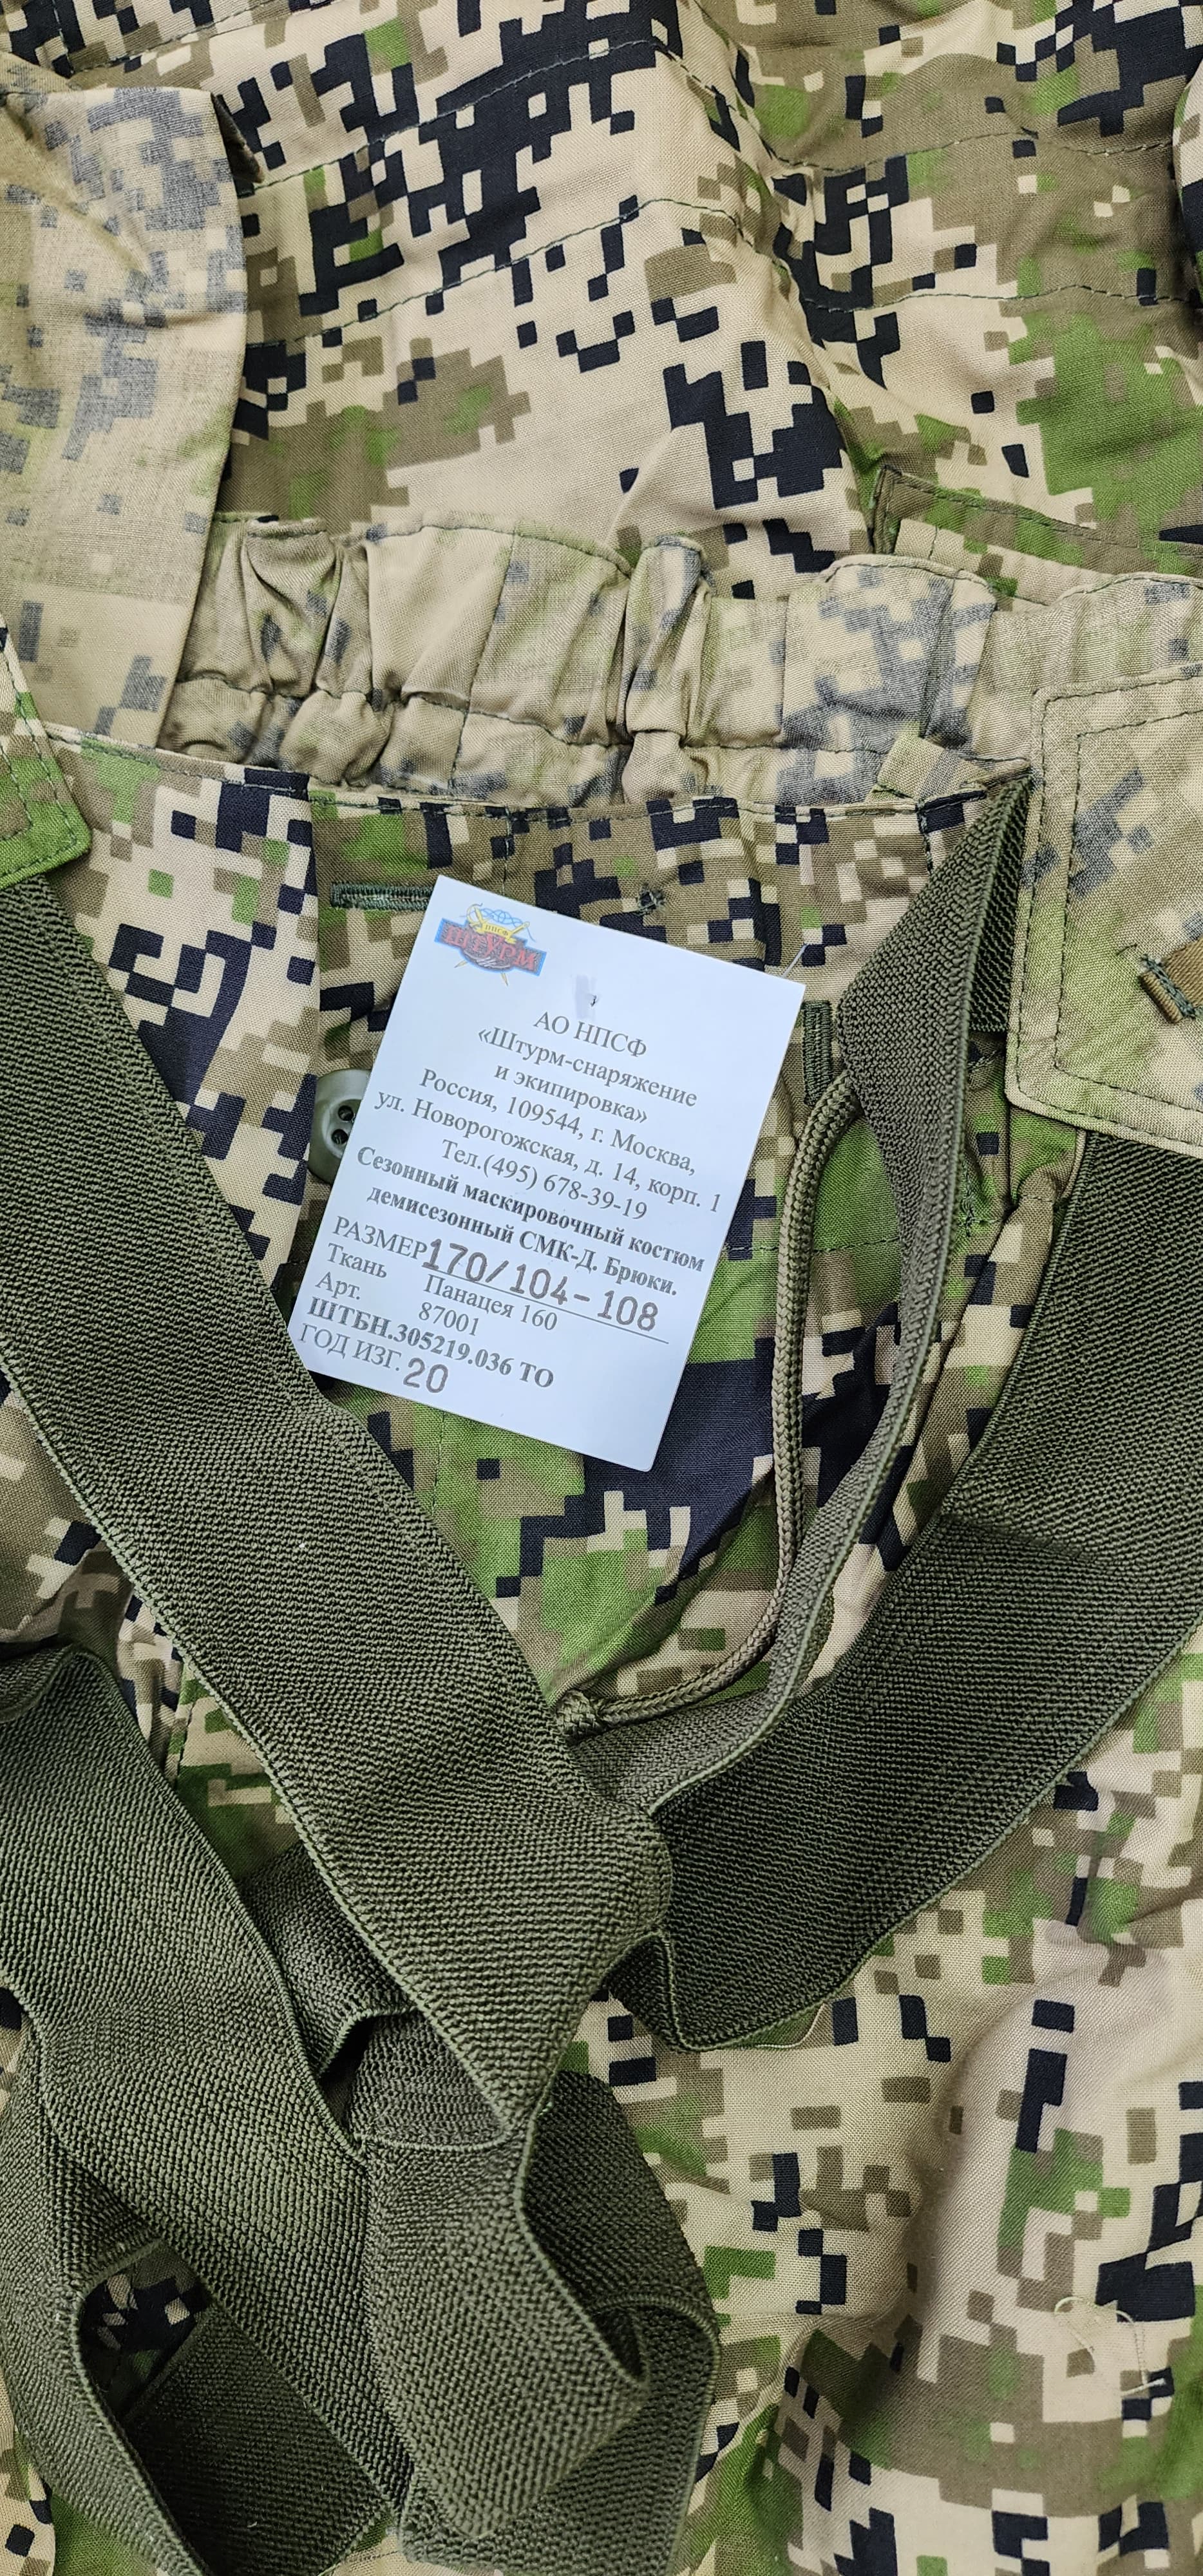 НПСФ
ШТУРМ
АО НПСФ
«Штурм-снаряжение
и экипировка»
Россия, 109544, г. Москва,
ул. Новорогожская, д. 14, корп. 1
Тел.(495) 678-39-19
Сезонный маскировочный костюм
демисезонный СМК-Д. Брюки.
РАЗМЕР 170/104-108
Ткань Панацея 160
Арт. 87001
ШТБН.305219.036 ТО
ГОД ИЗГ. 20